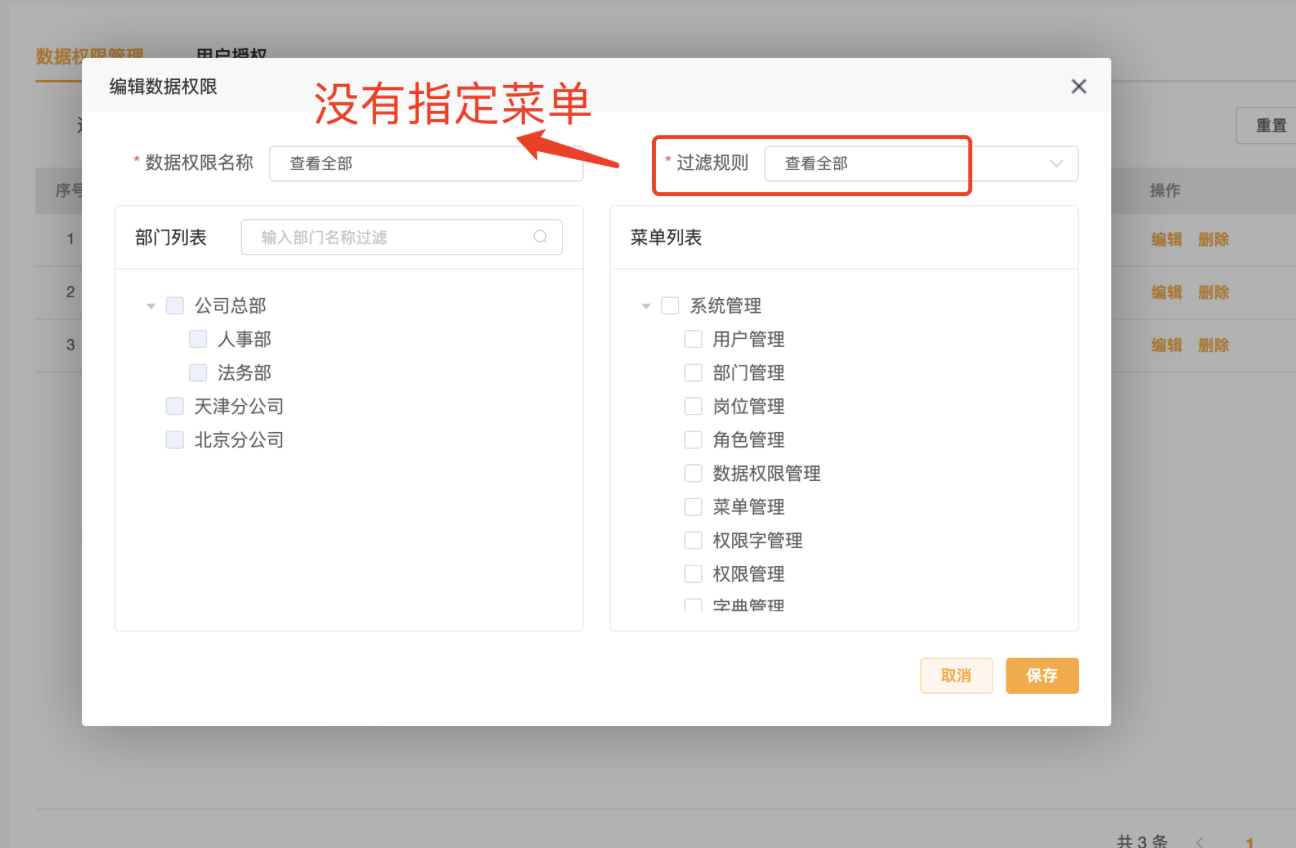 数据权限管理 用户授权
编辑数据权限
没有指定菜单
重置
* 数据权限名称 查看全部 * 过滤规则 查看全部
序号 操作
部门列表 输入部门名称过滤 菜单列表
1 编辑 删除
2 编辑 删除
3 编辑 删除
公司总部
人事部
法务部
天津分公司
北京分公司
系统管理
用户管理
部门管理
岗位管理
角色管理
数据权限管理
菜单管理
权限字管理
权限管理
字典管理
取消 保存
共 3 条 1